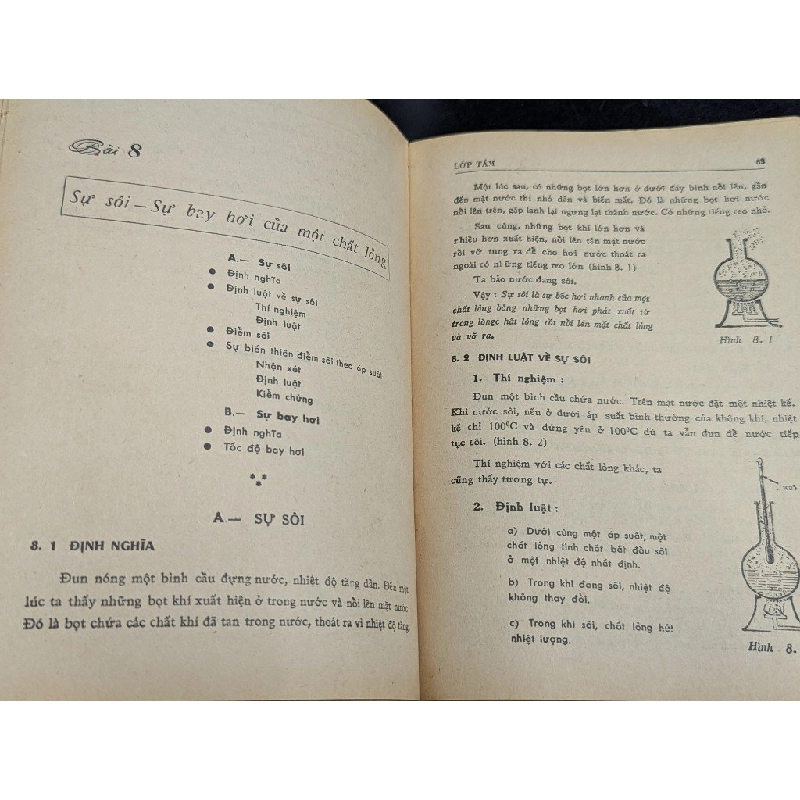 Bài 8
Sự sôi – Sự bay hơi của một chất lỏng
A.— Sự sôi
● Định nghĩa
● Định luật về sự sôi
Thí nghiệm
Định luật
● Điểm sôi
● Sự biến thiên điểm sôi theo áp suất
Nhận xét
Định luật
Kiểm chứng
B.— Sự bay hơi
● Định nghĩa
● Tốc độ bay hơi
A.— SỰ SÔI
8. 1 ĐỊNH NGHĨA
Đun nóng một bình cầu đựng nước, nhiệt độ tăng dần. Đến một
lúc ta thấy những bọt khí xuất hiện ở trong nước và nổi lên mặt nước
Đó là bọt chứa các chất khí đã tan trong nước, thoát ra vì nhiệt độ tăng
LỚP TÁM
Một lúc sau, có những bọt lớn hơn ở dưới đáy bình nổi lên, gần
đến mặt nước thì nhỏ dần và biến mất. Đó là những bọt hơi nước
nổi lên trên, gặp lạnh lại ngưng lại thành nước. Có những tiếng reo nhỏ.
Sau cùng, những bọt khí lớn hơn và
nhiều hơn xuất hiện, nổi lên tận mặt nước
rồi vỡ tung ra để cho hơi nước thoát ra
ngoài có những tiếng reo lớn (hình 8. 1)
Ta bảo nước đang sôi.
Vậy : Sự sôi là sự bốc hơi nhanh của một
chất lỏng bằng những bọt hơi phát xuất từ
trong lòng chất lỏng rồi nổi lên mặt chất lỏng
và vỡ ra.
Hình 8. 1
8. 2 ĐỊNH LUẬT VỀ SỰ SÔI
1. Thí nghiệm :
Đun một bình cầu chứa nước. Trên mặt nước đặt một nhiệt kế.
Khi nước sôi, nếu ở dưới áp suất bình thường của không khí, nhiệt
kế chỉ 100°C và đứng yên ở 100°C dù ta vẫn đun để nước tiếp
tục sôi. (hình 8. 2)
Thí nghiệm với các chất lỏng khác, ta
cũng thấy tương tự.
2. Định luật :
a) Dưới cùng một áp suất, một
chất lỏng tinh chất bắt đầu sôi
ở một nhiệt độ nhất định.
b) Trong khi đang sôi, nhiệt độ
không thay đổi.
c) Trong khi sôi, chất lỏng hút
nhiệt lượng.
Hình 8.